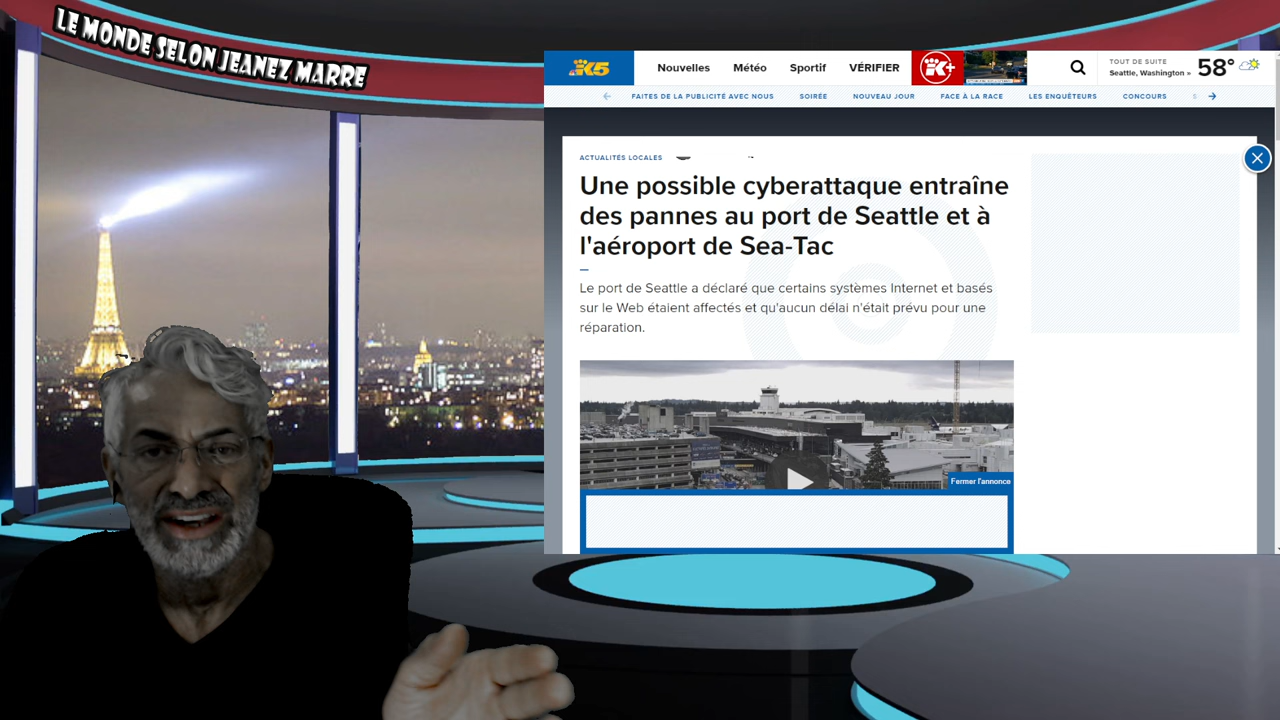 LE MONDE SELON JEANEZ MARRE
K5
Nouvelles Météo Sportif VÉRIFIER K+
TOUT DE SUITE
Seattle, Washington »
58°
FAITES DE LA PUBLICITÉ AVEC NOUS SOIRÉE NOUVEAU JOUR FACE À LA RACE LES ENQUÊTEURS CONCOURS S
ACTUALITÉS LOCALES
Une possible cyberattaque entraîne
des pannes au port de Seattle et à
l'aéroport de Sea-Tac
Le port de Seattle a déclaré que certains systèmes Internet et basés
sur le Web étaient affectés et qu'aucun délai n'était prévu pour une
réparation.
Fermer l'annonce